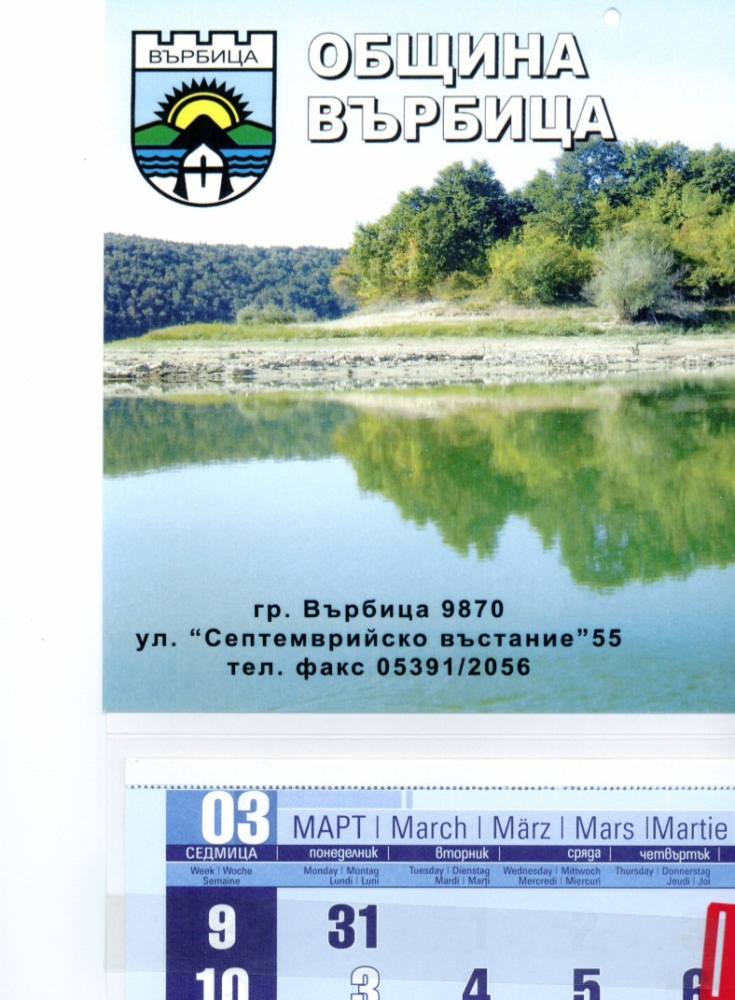 ВЪРБИЦА
ОБЩИНА
ВЪРБИЦА
гр. Върбица 9870
ул. “Септемврийско въстание”55
тел. факс 05391/2056
03 МАРТ | March | März | Mars |Martie
СЕДМИЦА | понеделник | вторник | сряда | четвъртък |
Week | Woche Monday | Montag Tuesday | Dienstag Wednesday | Mittwoch Thursday | Donnerstag
Semaine Lundi | Luni Mardi | Marți Mercredi | Miercuri Jeudi | Joi
9 31 1 2
10 3 4 5 6